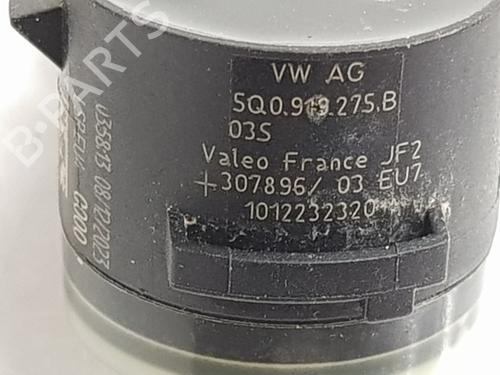 B-PARTS
VW AG
5Q0.919.275.B
03S
Valeo France JF2
+307896/ 03 EU7
1012232320
08/12/2023